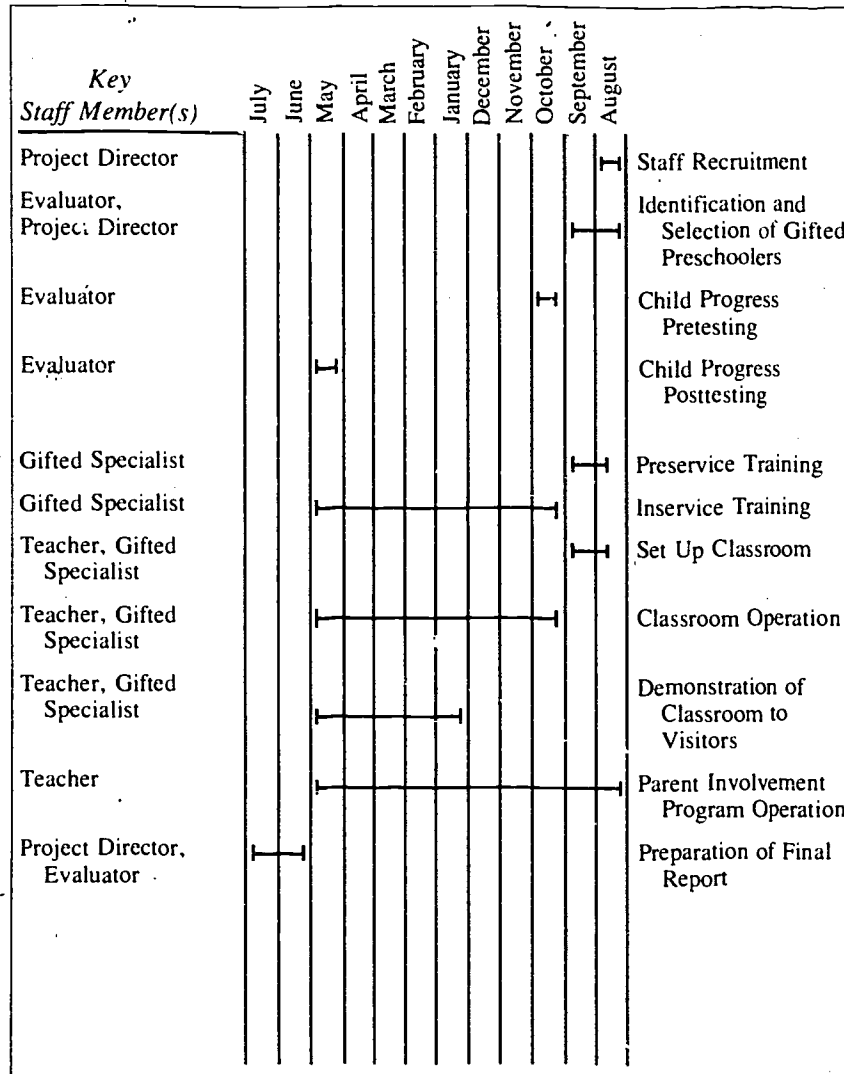 Key
Staff Member(s)
July
June
May
April
March
February
January
December
November
October
September
August
Project Director
Staff Recruitment
Evaluator,
Project Director
Identification and
Selection of Gifted
Preschoolers
Evaluator
Child Progress
Pretesting
Evaluator
Child Progress
Posttesting
Gifted Specialist
Preservice Training
Gifted Specialist
Inservice Training
Teacher, Gifted
Specialist
Set Up Classroom
Teacher, Gifted
Specialist
Classroom Operation
Teacher, Gifted
Specialist
Demonstration of
Classroom to
Visitors
Teacher
Parent Involvement
Program Operation
Project Director,
Evaluator
Preparation of Final
Report